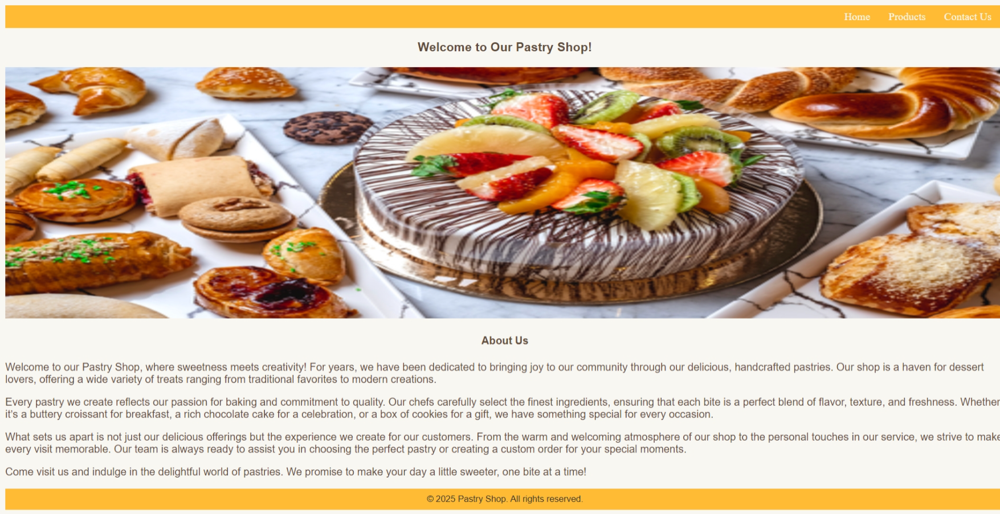 Home Products Contact Us
Welcome to Our Pastry Shop!
About Us
Welcome to our Pastry Shop, where sweetness meets creativity! For years, we have been dedicated to bringing joy to our community through our delicious, handcrafted pastries. Our shop is a haven for dessert
lovers, offering a wide variety of treats ranging from traditional favorites to modern creations.
Every pastry we create reflects our passion for baking and commitment to quality. Our chefs carefully select the finest ingredients, ensuring that each bite is a perfect blend of flavor, texture, and freshness. Whether
it's a buttery croissant for breakfast, a rich chocolate cake for a celebration, or a box of cookies for a gift, we have something special for every occasion.
What sets us apart is not just our delicious offerings but the experience we create for our customers. From the warm and welcoming atmosphere of our shop to the personal touches in our service, we strive to make
every visit memorable. Our team is always ready to assist you in choosing the perfect pastry or creating a custom order for your special moments.
Come visit us and indulge in the delightful world of pastries. We promise to make your day a little sweeter, one bite at a time!
© 2025 Pastry Shop. All rights reserved.